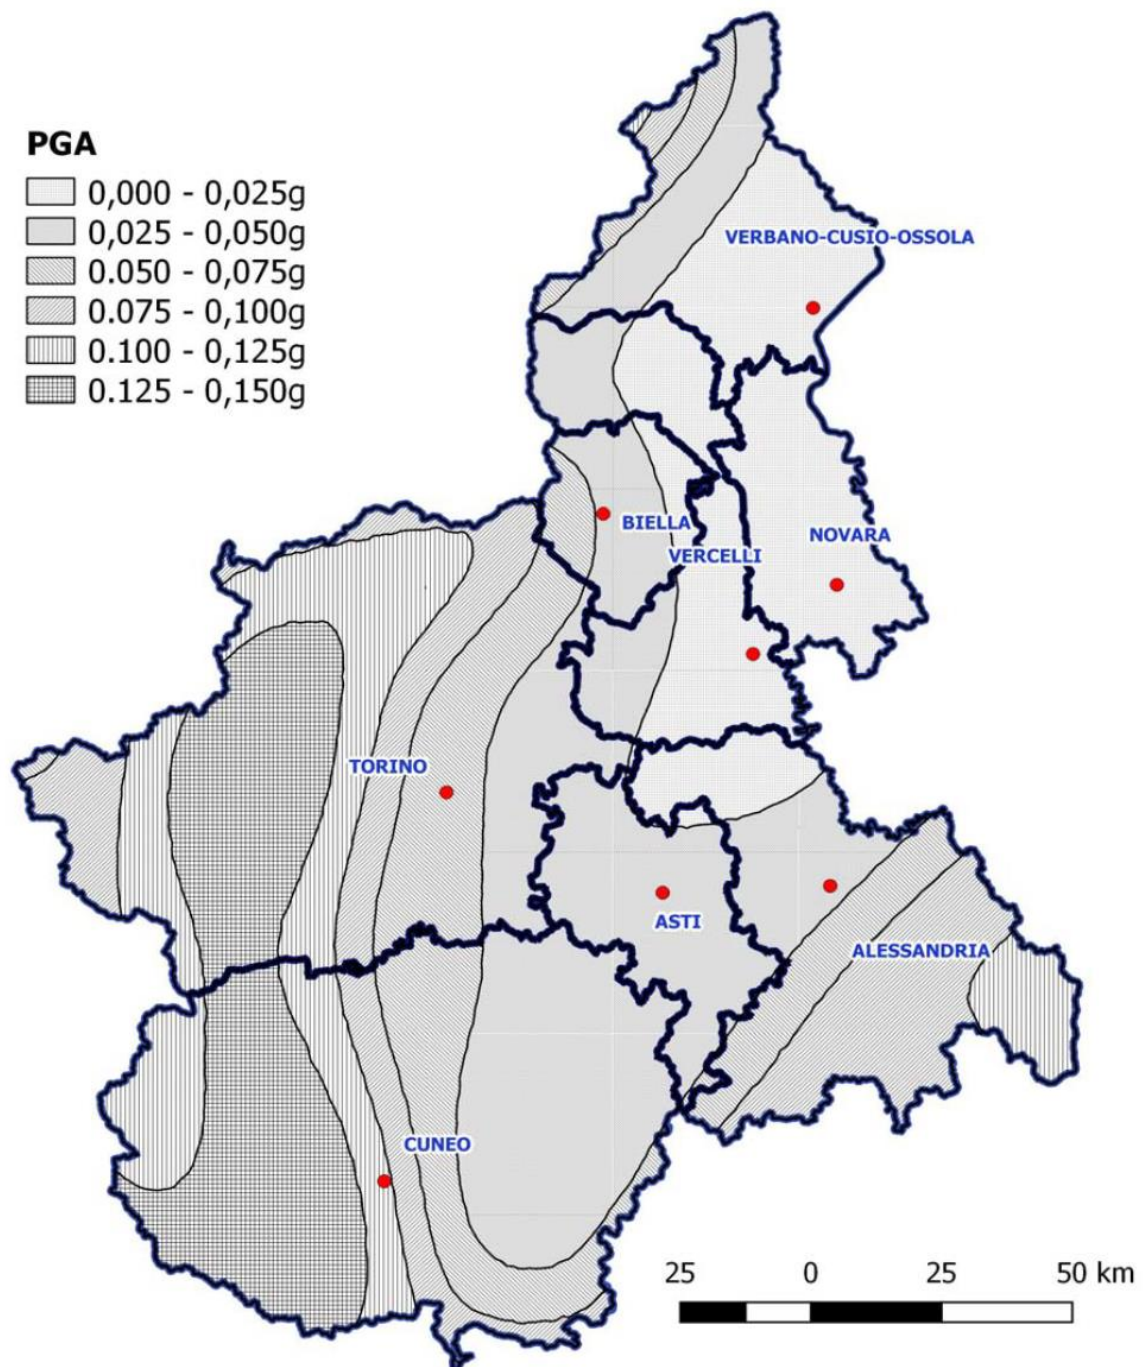 PGA
0,000 - 0,025g
0,025 - 0,050g
0.050 - 0,075g
0.075 - 0,100g
0.100 - 0,125g
0.125 - 0,150g
VERBANO-CUSIO-OSSOLA
BIELLA
NOVARA
VERCELLI
TORINO
ASTI
ALESSANDRIA
CUNEO
25 0 25 50 km